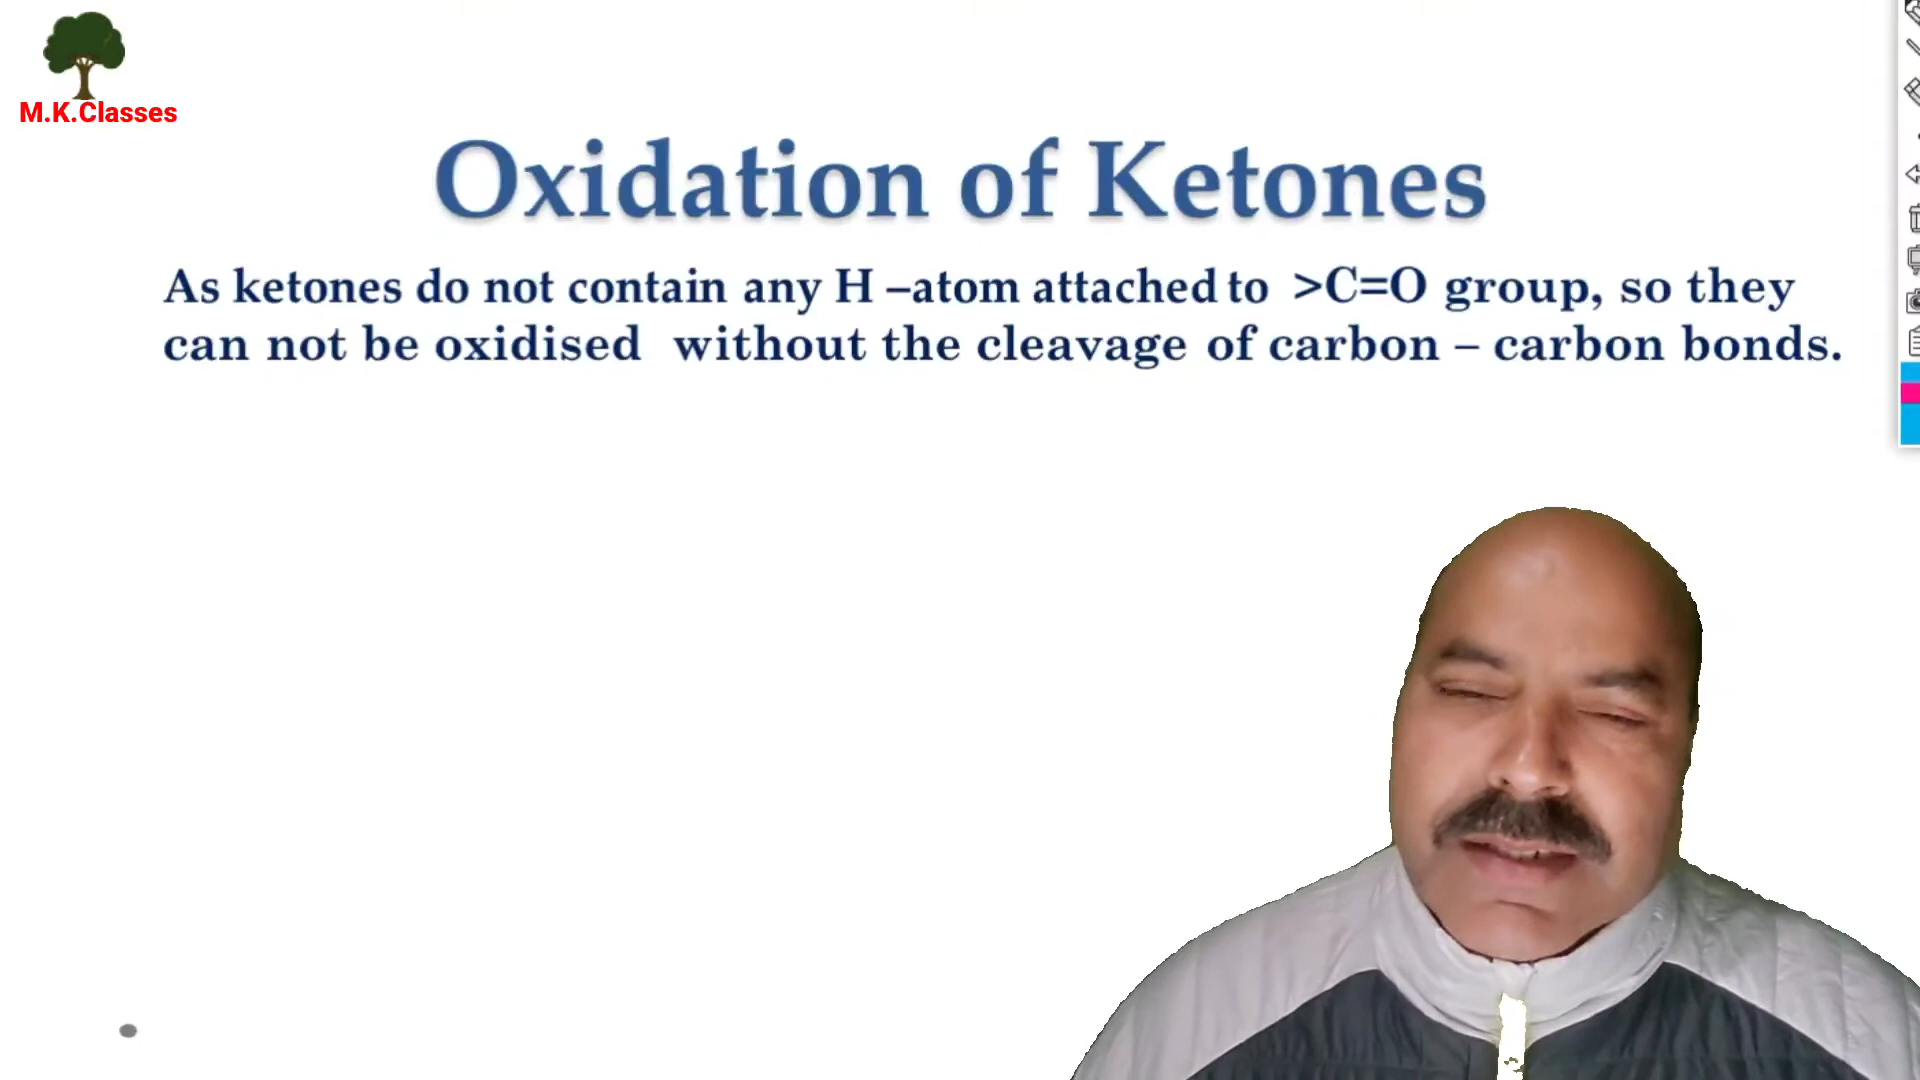 M.K.Classes
Oxidation of Ketones
As ketones do not contain any H –atom attached to >C=O group, so they
can not be oxidised without the cleavage of carbon – carbon bonds.